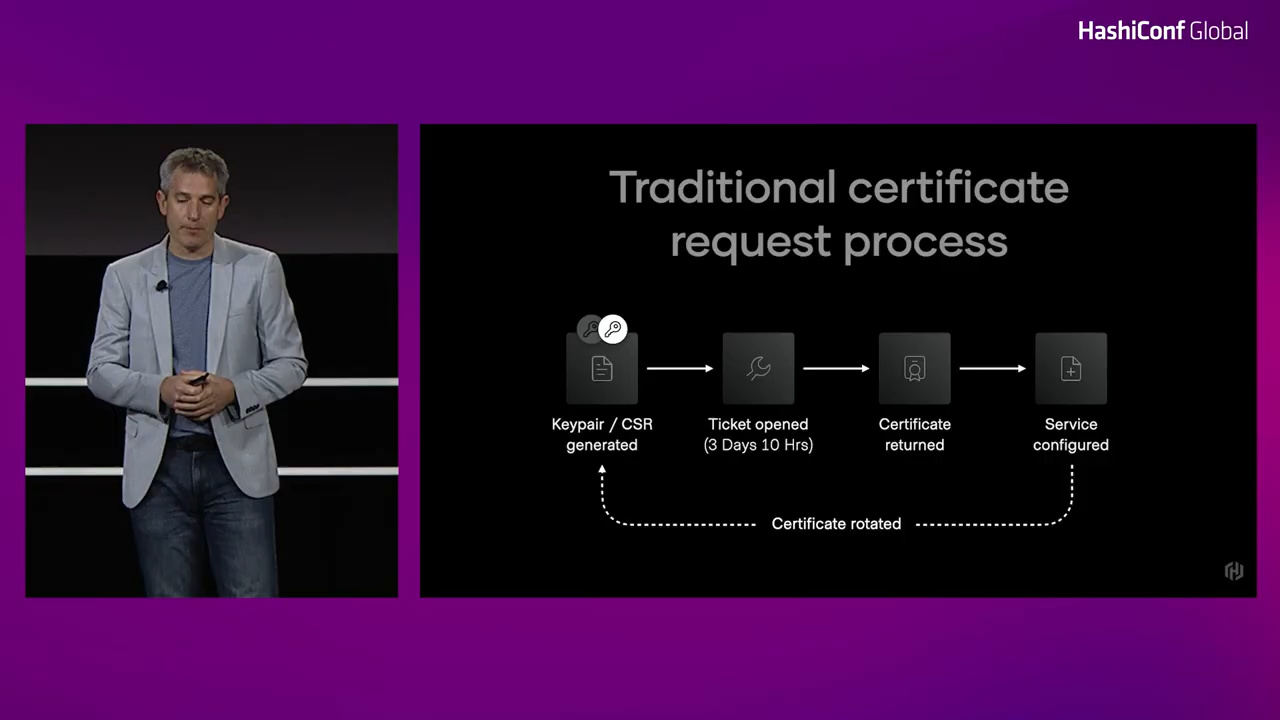 HashiConf Global
Traditional certificate
request process
Keypair / CSR
generated
Ticket opened
(3 Days 10 Hrs)
Certificate
returned
Service
configured
Certificate rotated